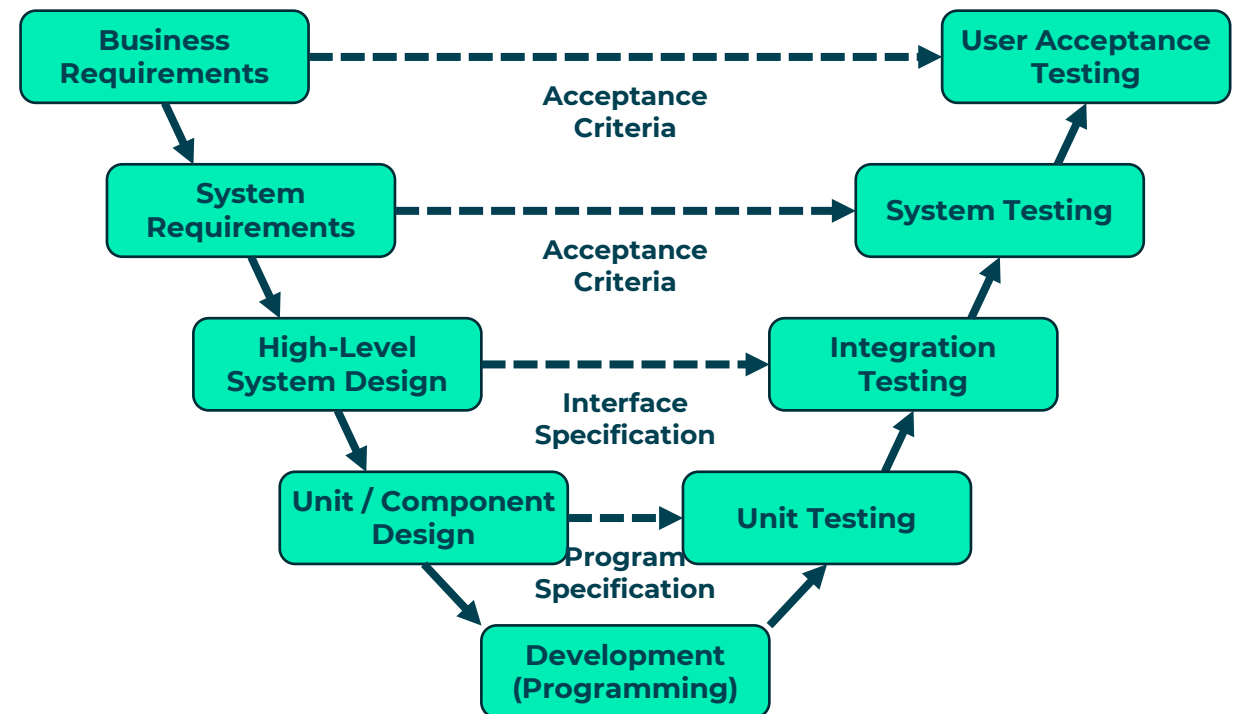 Business
Requirements
User Acceptance
Testing
Acceptance
Criteria
System
Requirements
System Testing
Acceptance
Criteria
High-Level
System Design
Integration
Testing
Interface
Specification
Unit / Component
Design
Unit Testing
Program
Specification
Development
(Programming)